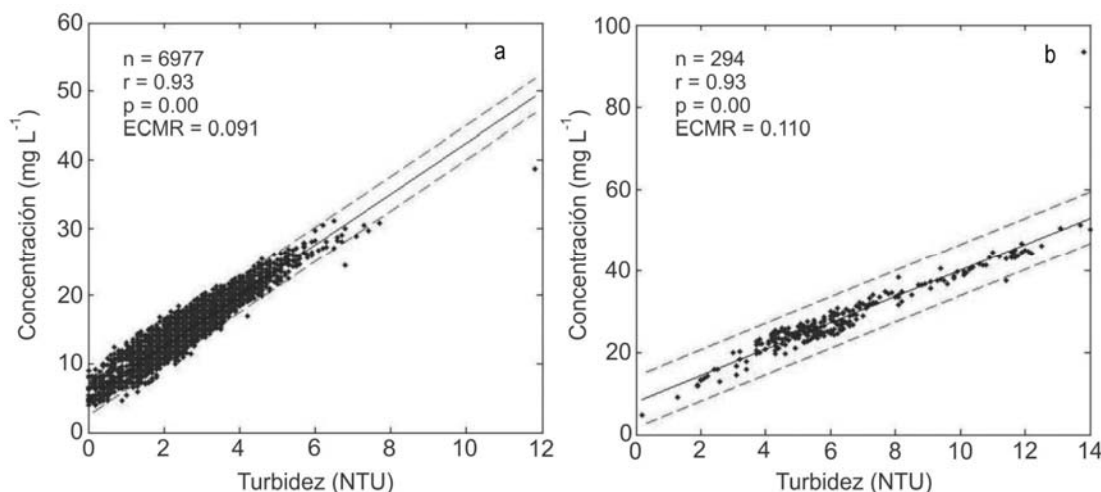 a
n = 6977
r = 0.93
p = 0.00
ECMR = 0.091
Concentración (mg L⁻¹)
60
50
40
30
20
10
0
0 2 4 6 8 10 12
Turbidez (NTU)
b
n = 294
r = 0.93
p = 0.00
ECMR = 0.110
Concentración (mg L⁻¹)
100
80
60
40
20
0
0 2 4 6 8 10 12 14
Turbidez (NTU)